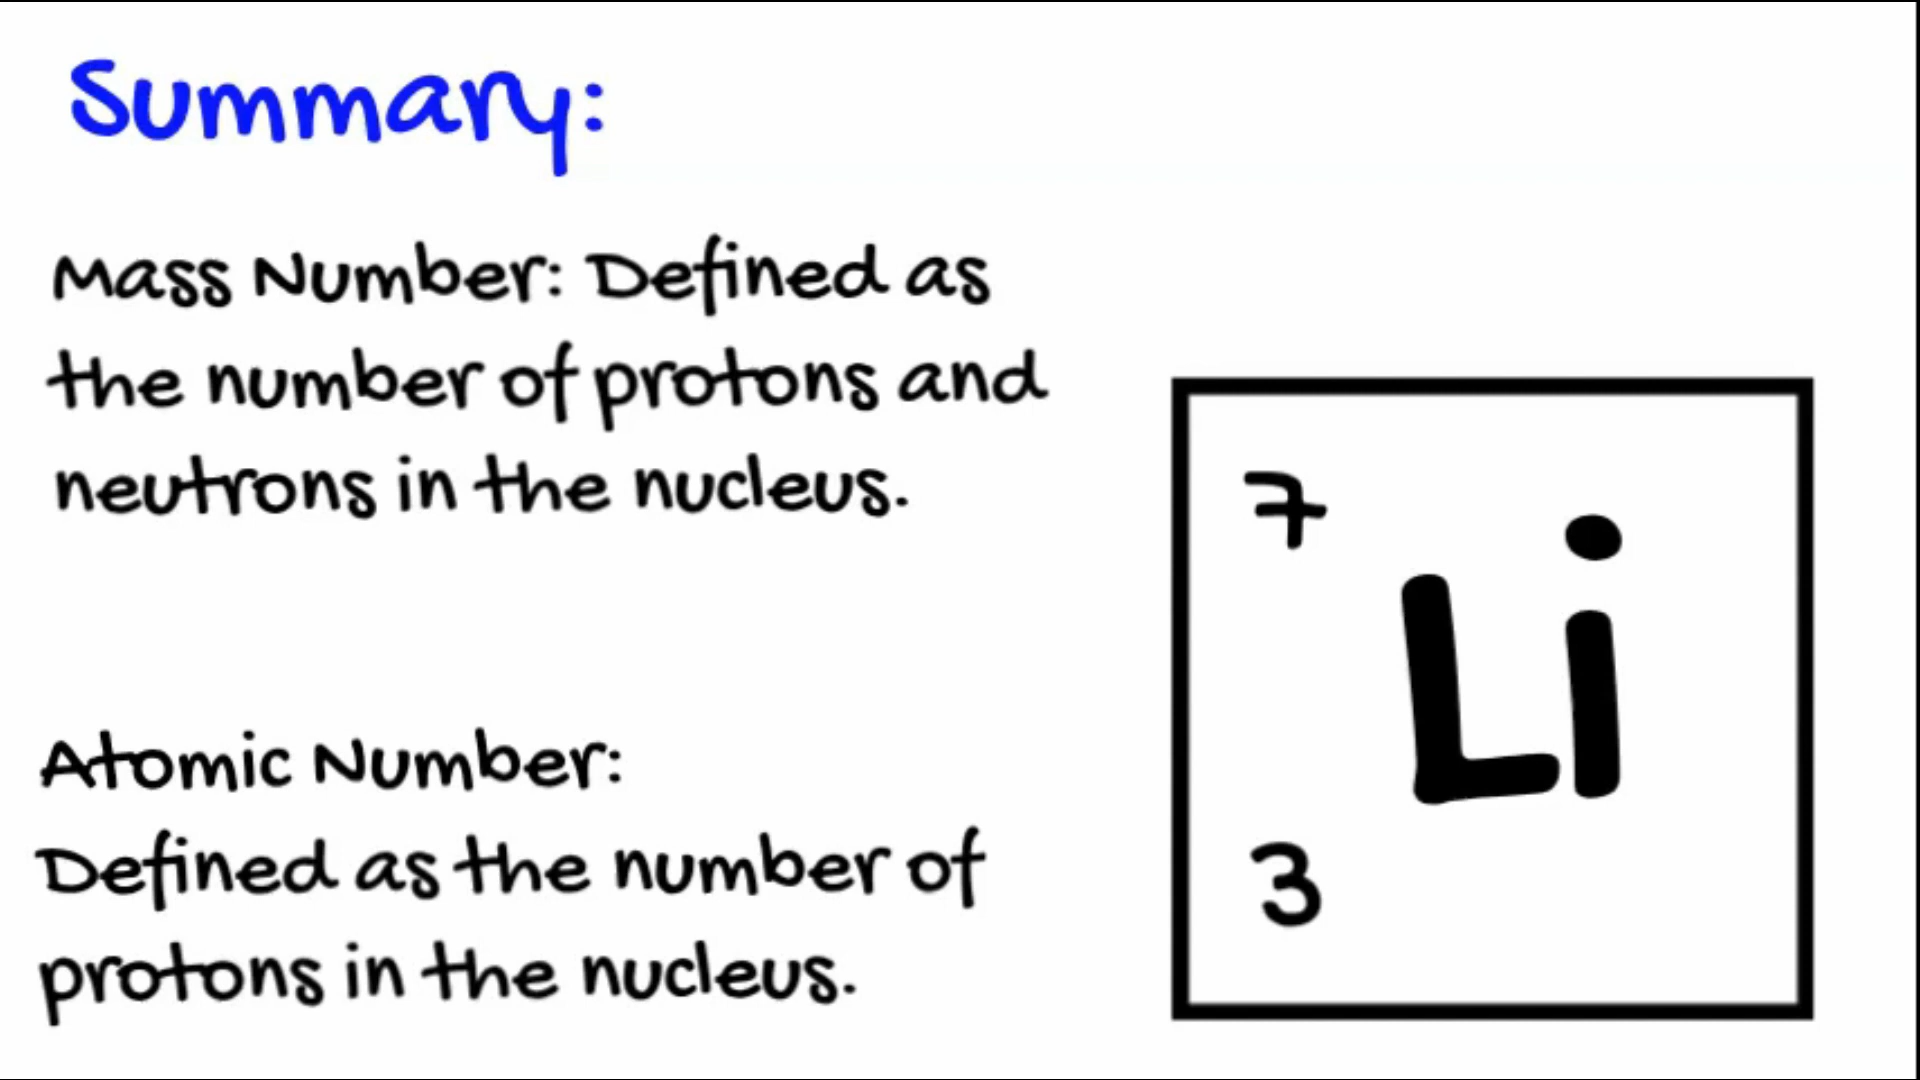 Summary:
Mass Number: Defined as
the number of protons and
neutrons in the nucleus.
Atomic Number:
Defined as the number of
protons in the nucleus.
7
Li
3